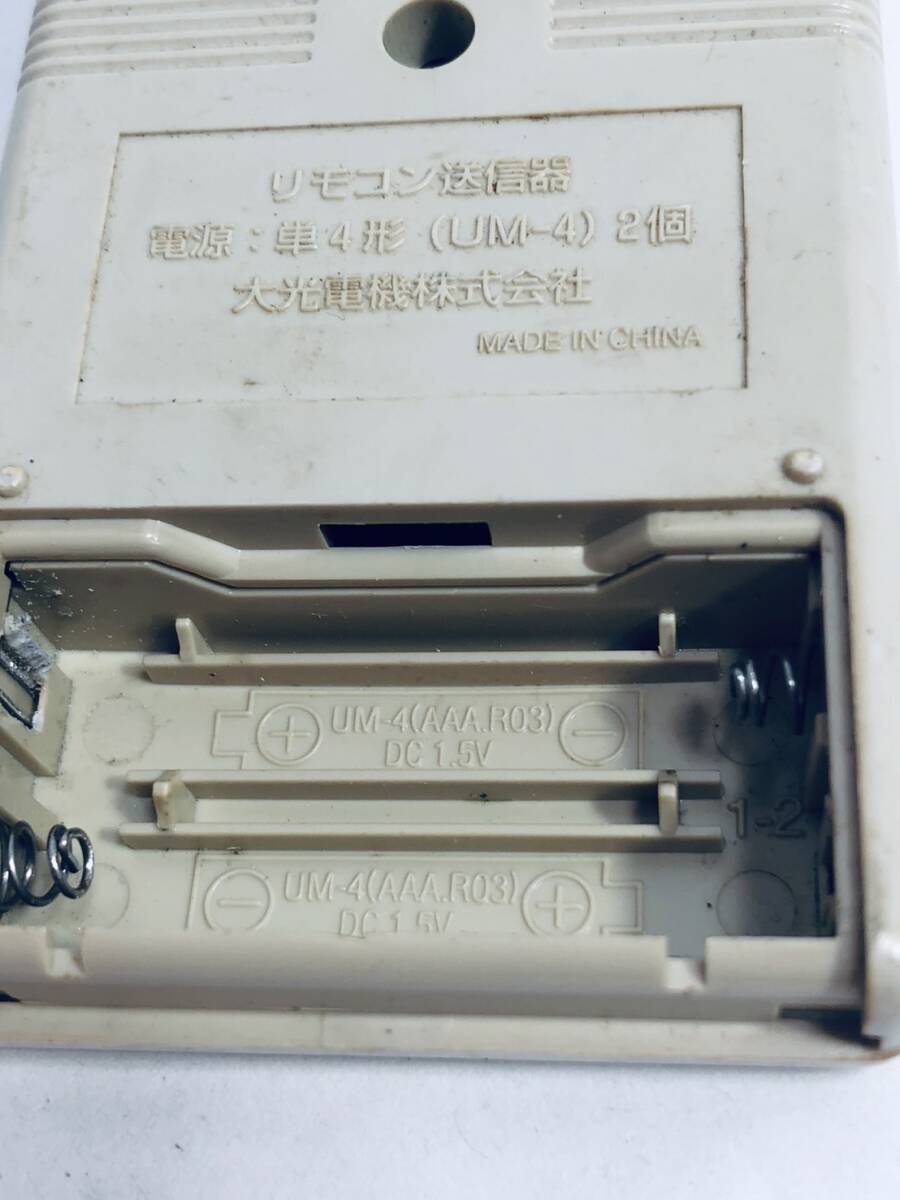 リモコン送信器
電源：単4形（UM-4）2個
大光電機株式会社
MADE IN CHINA
+ UM-4(AAA.R03) -
DC 1.5V
1-2
- UM-4(AAA.R03) +
DC 1.5V